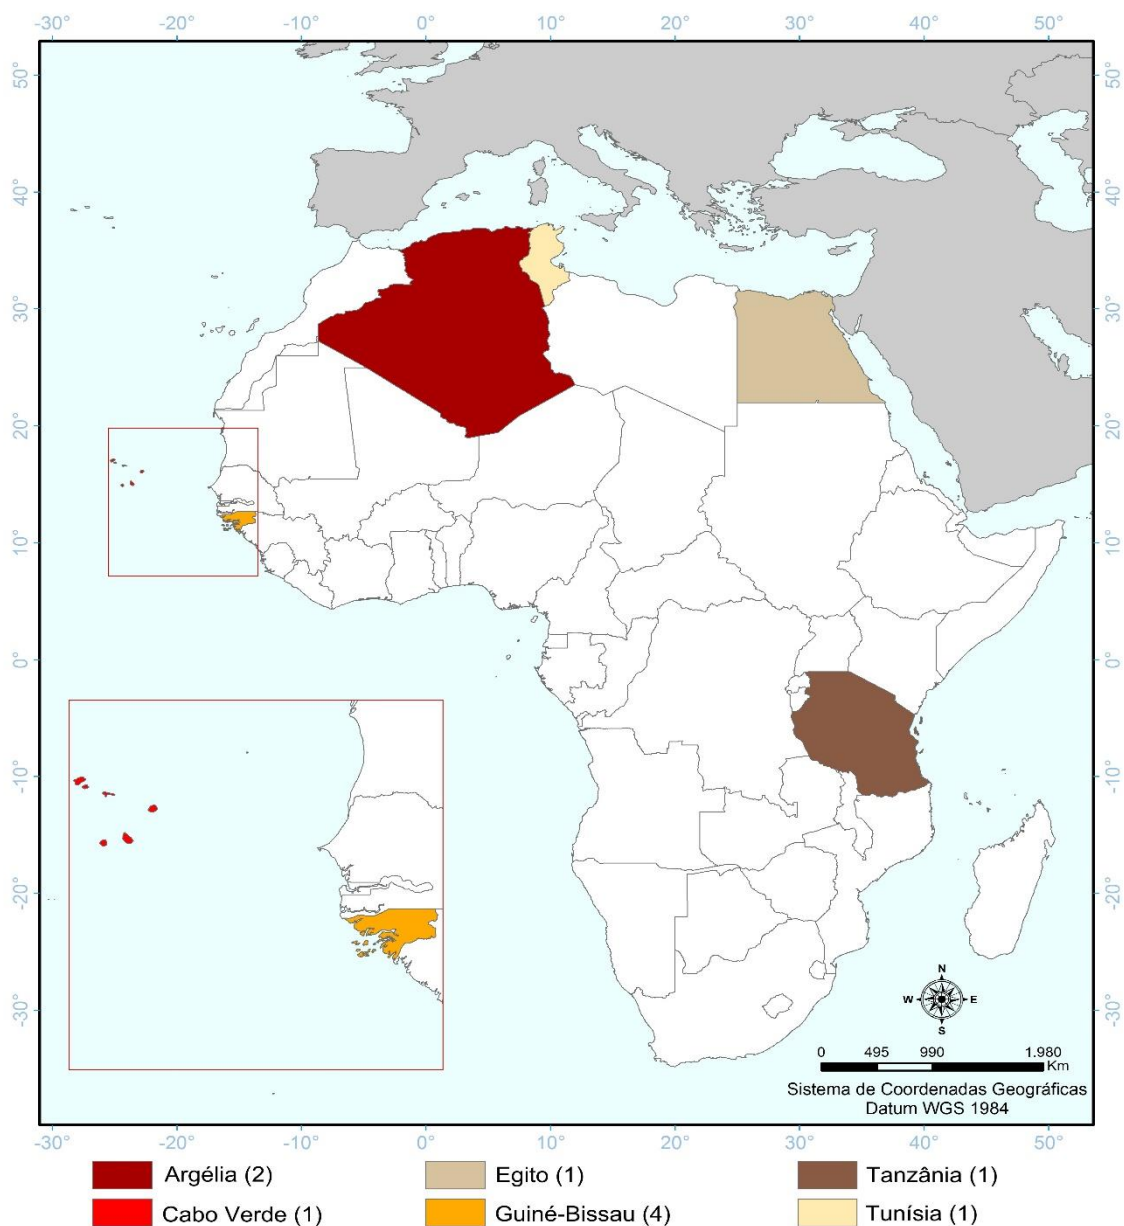 -30° -20° -10° 0° 10° 20° 30° 40° 50°
50° 50°
40° 40°
30° 30°
20° 20°
10° 10°
0° 0°
-10° -10°
-20° -20°
-30° -30°
N
W E
S
0 495 990 1.980
Km
Sistema de Coordenadas Geográficas
Datum WGS 1984
-30° -20° -10° 0° 10° 20° 30° 40° 50°
Argélia (2) Egito (1) Tanzânia (1)
Cabo Verde (1) Guiné-Bissau (4) Tunísia (1)